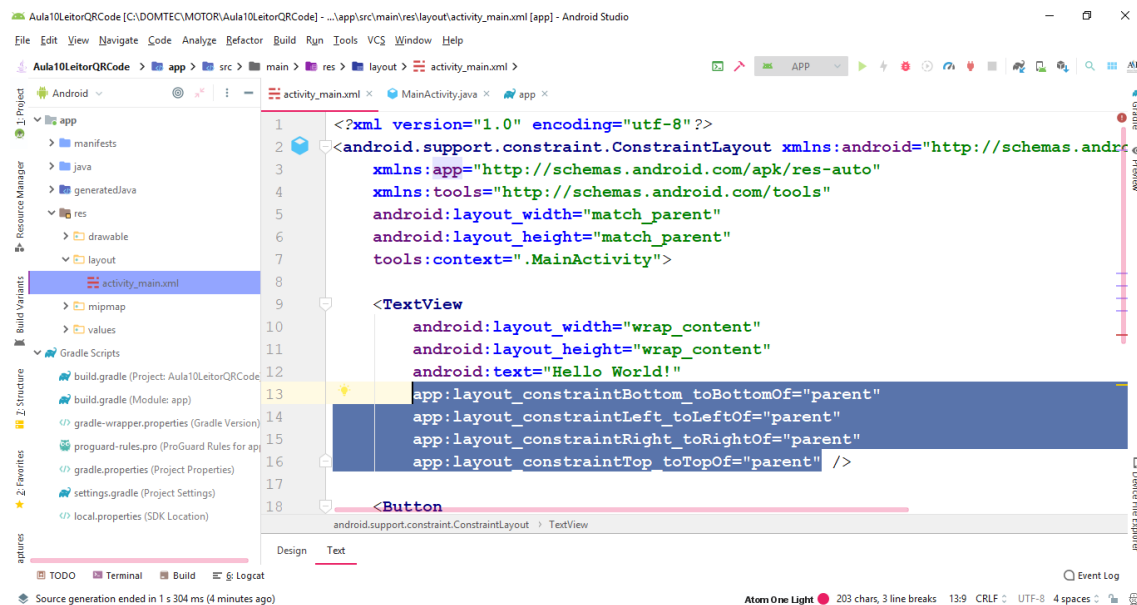 Aula10LeitorQRCode [C:\DOMTEC\MOTOR\Aula10LeitorQRCode] - ...\app\src\main\res\layout\activity_main.xml [app] - Android Studio
File Edit View Navigate Code Analyze Refactor Build Run Tools VCS Window Help
Aula10LeitorQRCode app src main res layout activity_main.xml APP
Android activity_main.xml MainActivity.java app
1: Project
Resource Manager
Build Variants
Z: Structure
2: Favorites
aptures
app
manifests
java
generatedJava
res
drawable
layout
activity_main.xml
mipmap
values
Gradle Scripts
build.gradle (Project: Aula10LeitorQRCode
build.gradle (Module: app)
gradle-wrapper.properties (Gradle Version)
proguard-rules.pro (ProGuard Rules for app
gradle.properties (Project Properties)
settings.gradle (Project Settings)
local.properties (SDK Location)
1 <?xml version="1.0" encoding="utf-8"?>
2 <android.support.constraint.ConstraintLayout xmlns:android="http://schemas.andro
3 xmlns:app="http://schemas.android.com/apk/res-auto"
4 xmlns:tools="http://schemas.android.com/tools"
5 android:layout_width="match_parent"
6 android:layout_height="match_parent"
7 tools:context=".MainActivity">
8
9 <TextView
10 android:layout_width="wrap_content"
11 android:layout_height="wrap_content"
12 android:text="Hello World!"
13 app:layout_constraintBottom_toBottomOf="parent"
14 app:layout_constraintLeft_toLeftOf="parent"
15 app:layout_constraintRight_toRightOf="parent"
16 app:layout_constraintTop_toTopOf="parent" />
17
18 <Button
android.support.constraint.ConstraintLayout TextView
Design Text
Gradle
Preview
Device File Explorer
TODO Terminal Build 6: Logcat Event Log
Source generation ended in 1 s 304 ms (4 minutes ago) Atom One Light 203 chars, 3 line breaks 13:9 CRLF UTF-8 4 spaces